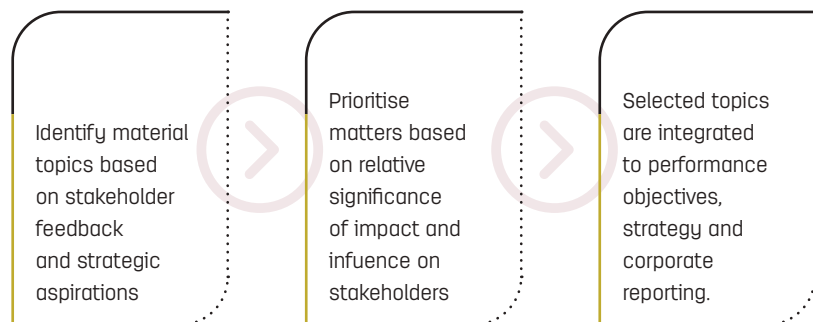 Identify material
topics based
on stakeholder
feedback
and strategic
aspirations
Prioritise
matters based
on relative
significance
of impact and
infuence on
stakeholders
Selected topics
are integrated
to performance
objectives,
strategy and
corporate
reporting.